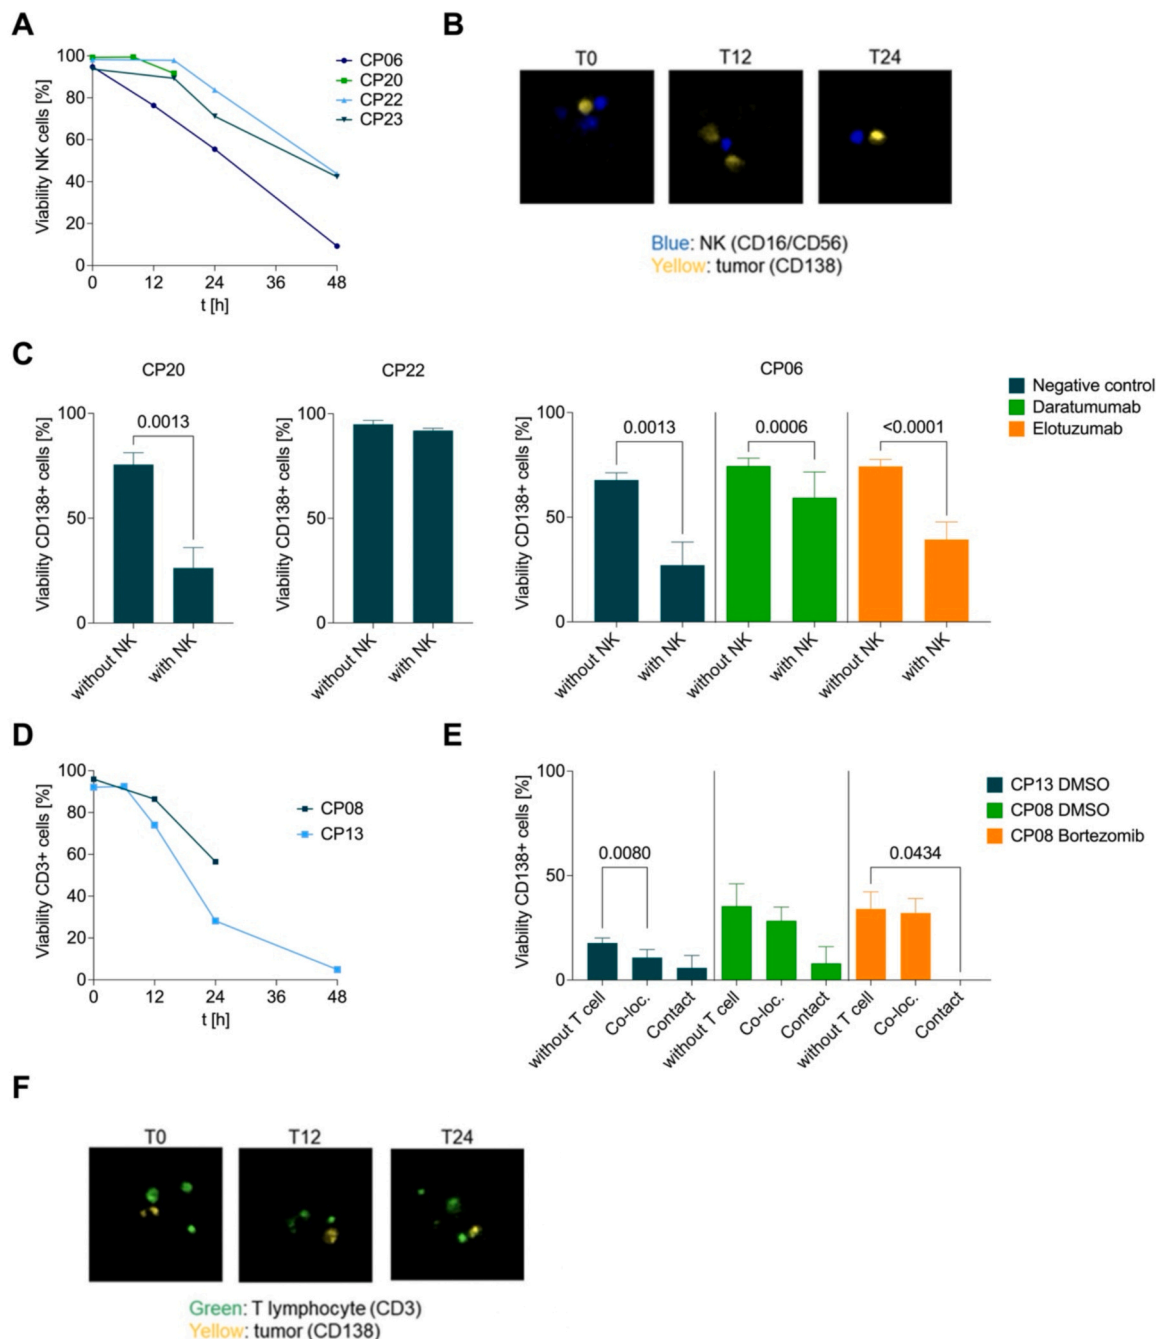 A
100
80
60
40
20
0
0 12 24 36 48
Viability NK cells [%]
t [h]
CP06
CP20
CP22
CP23
B
T0 T12 T24
Blue: NK (CD16/CD56)
Yellow: tumor (CD138)
C
CP20
Viability CD138+ cells [%]
100
50
0
0.0013
without NK
with NK
CP22
Viability CD138+ cells [%]
100
50
0
without NK
with NK
CP06
Viability CD138+ cells [%]
100
50
0
0.0013 0.0006 <0.0001
without NK
with NK
without NK
with NK
without NK
with NK
Negative control
Daratumumab
Elotuzumab
D
Viability CD3+ cells [%]
100
80
60
40
20
0
0 12 24 36 48
t [h]
CP08
CP13
E
Viability CD138+ cells [%]
100
50
0
0.0080 0.0434
without T cell
Co-loc.
Contact
without T cell
Co-loc.
Contact
without T cell
Co-loc.
Contact
CP13 DMSO
CP08 DMSO
CP08 Bortezomib
F
T0 T12 T24
Green: T lymphocyte (CD3)
Yellow: tumor (CD138)